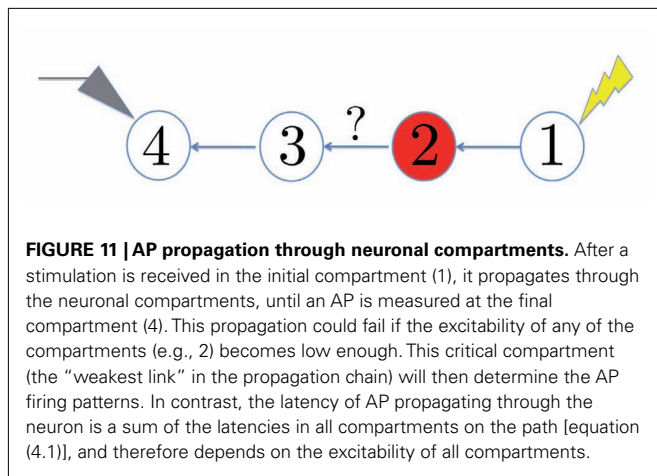 4 3 ? 2 1
FIGURE 11 | AP propagation through neuronal compartments. After a
stimulation is received in the initial compartment (1), it propagates through
the neuronal compartments, until an AP is measured at the final
compartment (4). This propagation could fail if the excitability of any of the
compartments (e.g., 2) becomes low enough. This critical compartment
(the “weakest link” in the propagation chain) will then determine the AP
firing patterns. In contrast, the latency of AP propagating through the
neuron is a sum of the latencies in all compartments on the path [equation
(4.1)], and therefore depends on the excitability of all compartments.